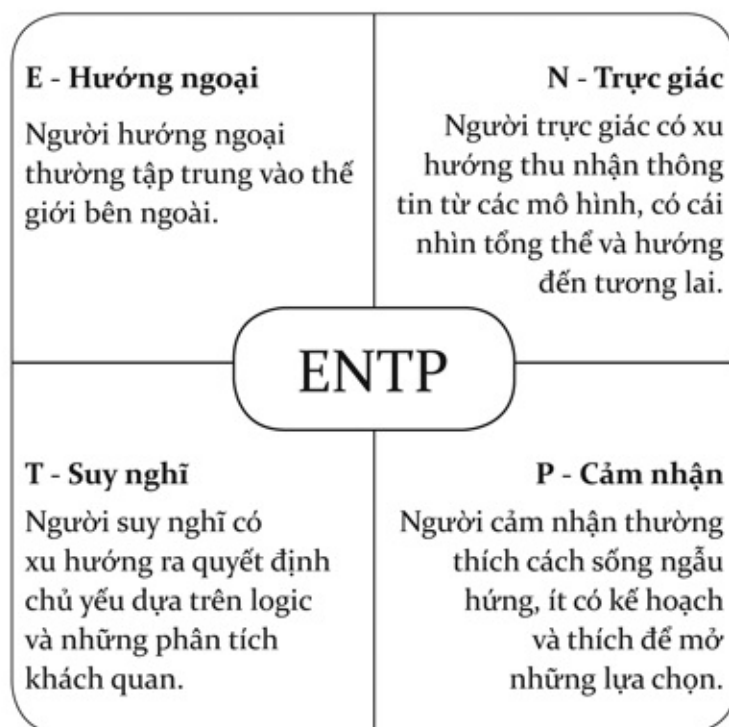 E - Hướng ngoại
Người hướng ngoại
thường tập trung vào thế
giới bên ngoài.
N - Trực giác
Người trực giác có xu
hướng thu nhận thông
tin từ các mô hình, có cái
nhìn tổng thể và hướng
đến tương lai.
ENTP
T - Suy nghĩ
Người suy nghĩ có
xu hướng ra quyết định
chủ yếu dựa trên logic
và những phân tích
khách quan.
P - Cảm nhận
Người cảm nhận thường
thích cách sống ngẫu
hứng, ít có kế hoạch
và thích để mở
những lựa chọn.